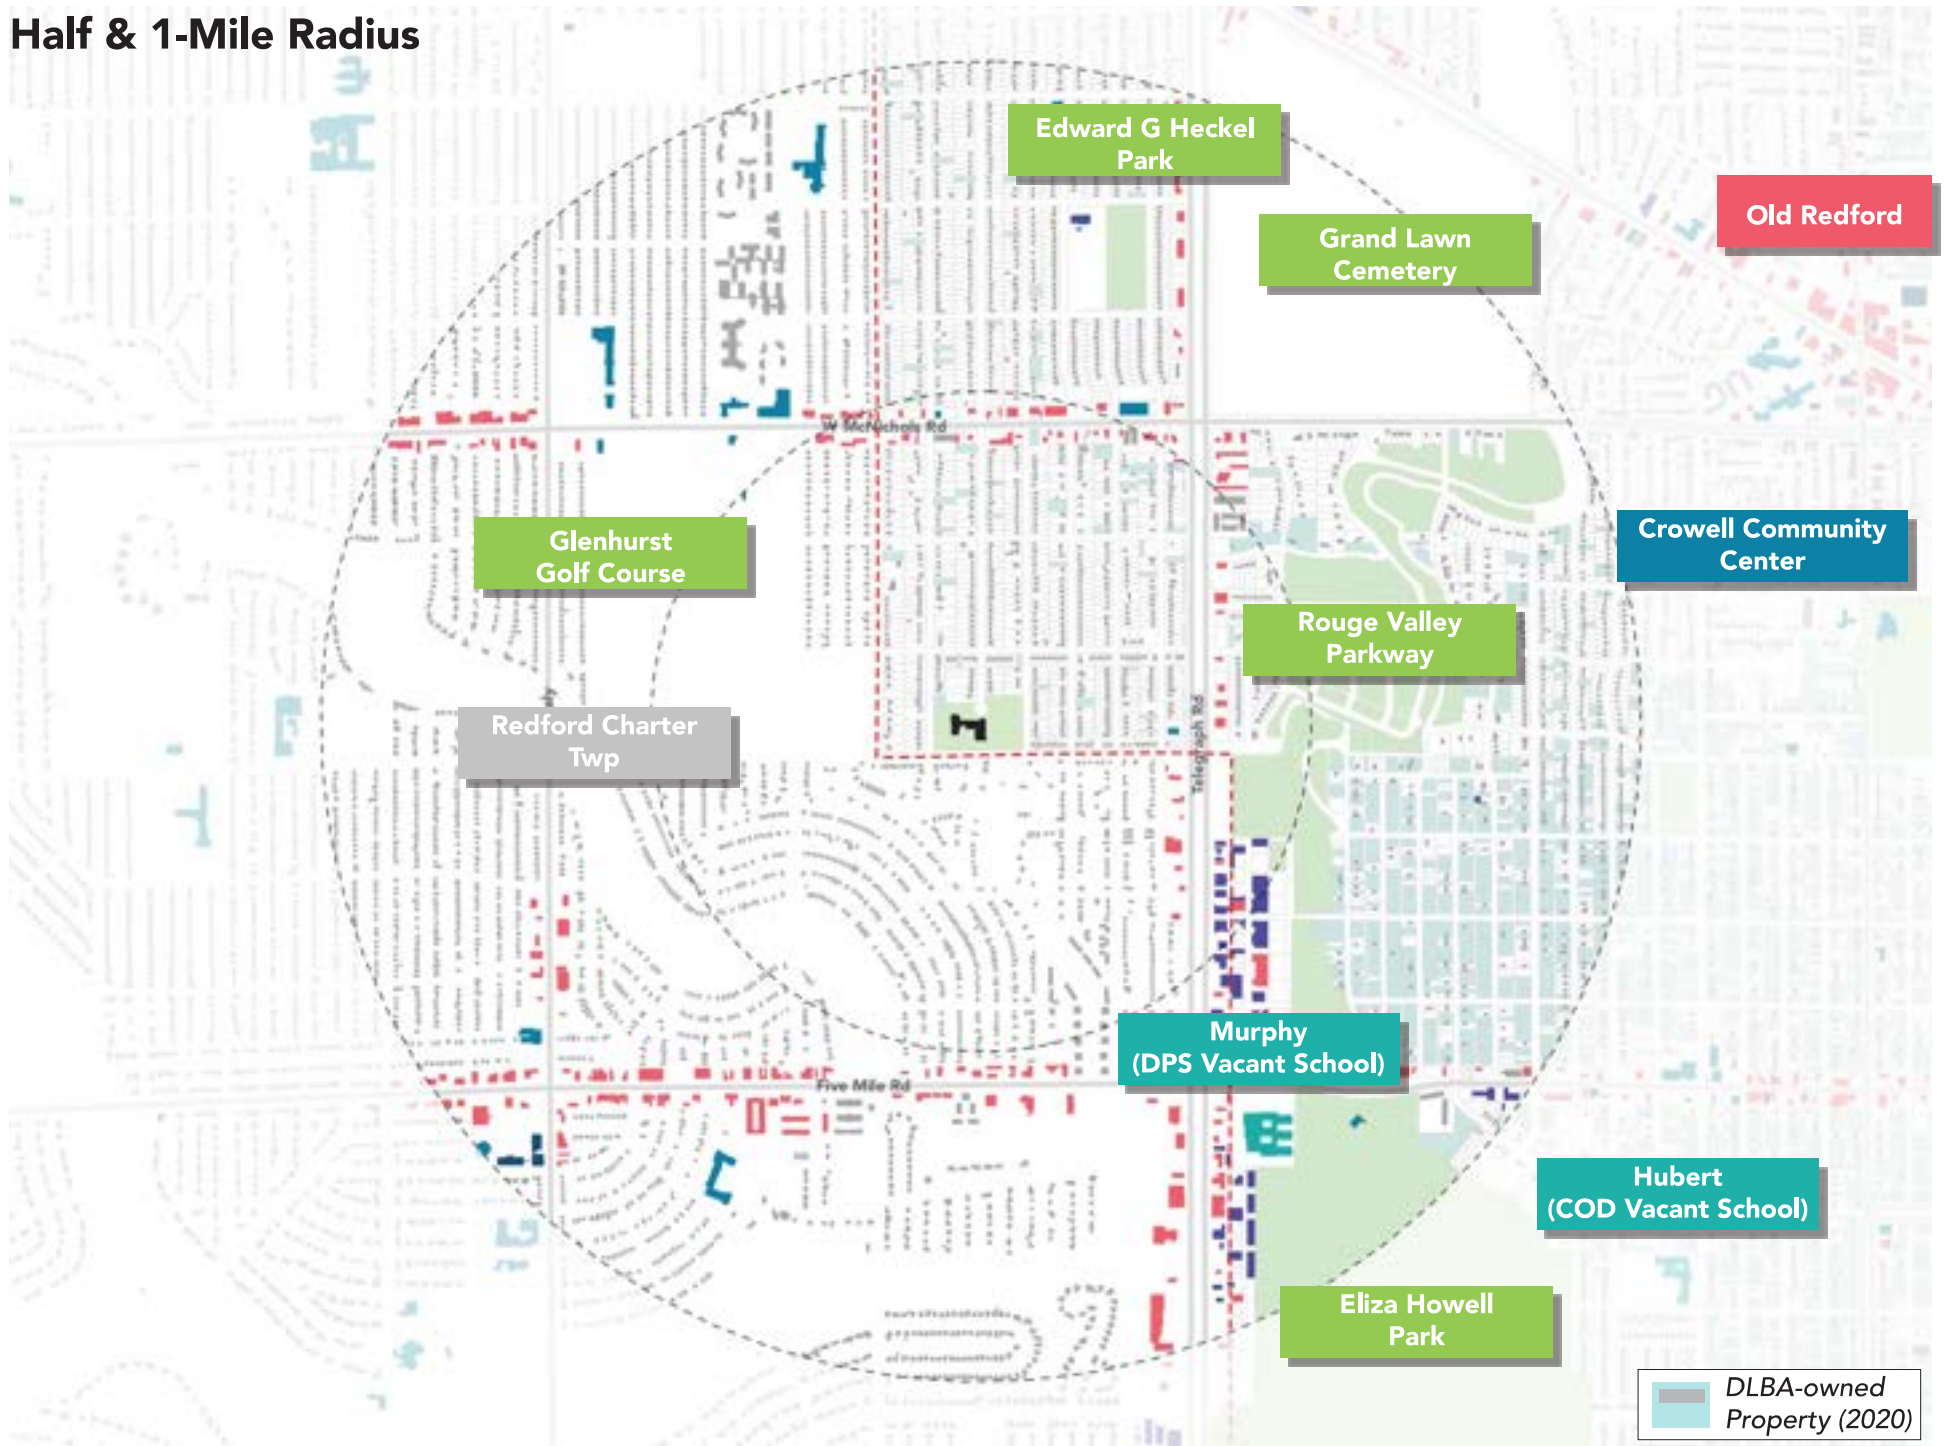 Half & 1-Mile Radius
Edward G Heckel
Park
Old Redford
Grand Lawn
Cemetery
W McNichols Rd
Glenhurst
Golf Course
Crowell Community
Center
Rouge Valley
Parkway
Redford Charter
Twp
Telegraph Rd
Murphy
(DPS Vacant School)
Five Mile Rd
Hubert
(COD Vacant School)
Eliza Howell
Park
DLBA-owned
Property (2020)